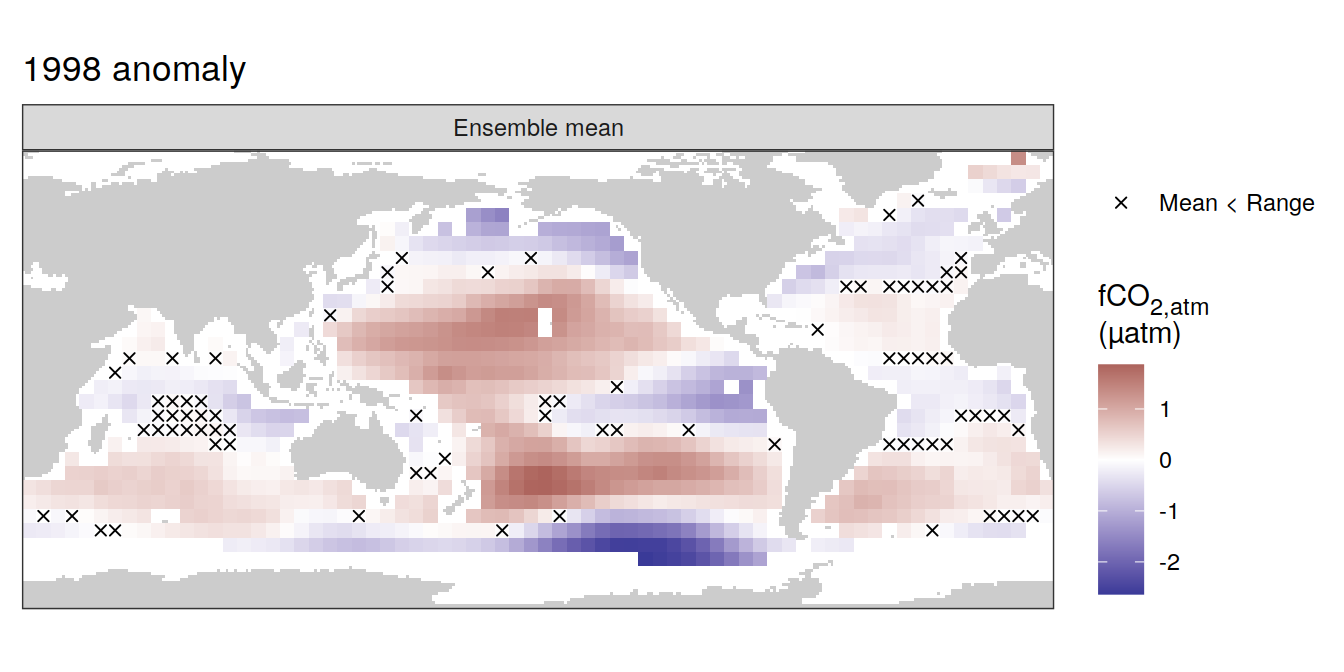 1998 anomaly
Ensemble mean
× Mean < Range
fCO2,atm
(µatm)
1
0
-1
-2